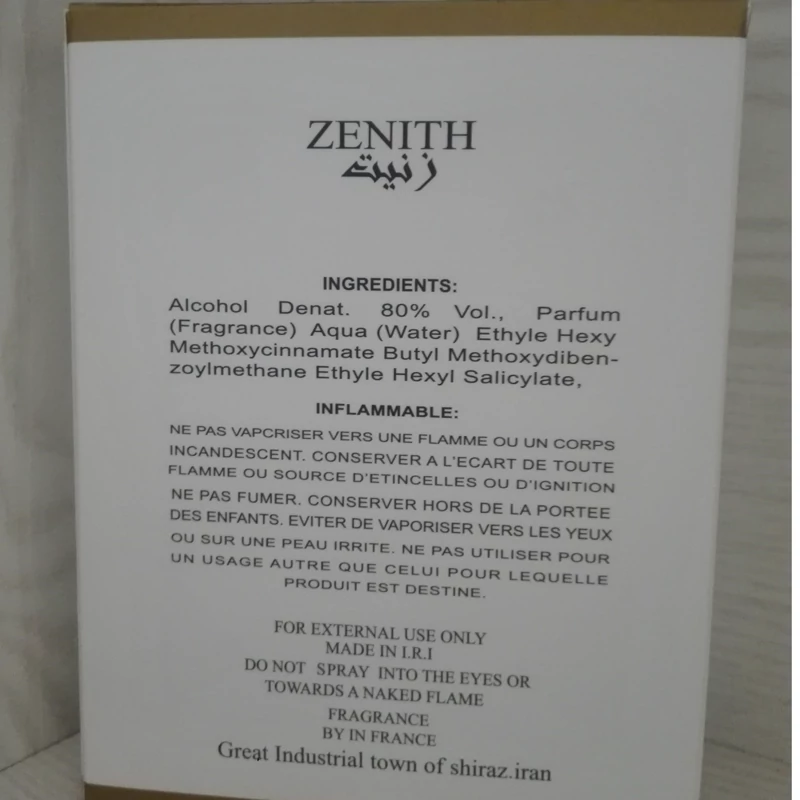 ZENITH
زنيت
INGREDIENTS:
Alcohol Denat. 80% Vol., Parfum
(Fragrance) Aqua (Water) Ethyle Hexy
Methoxycinnamate Butyl Methoxydiben-
zoylmethane Ethyle Hexyl Salicylate,
INFLAMMABLE:
NE PAS VAPCRISER VERS UNE FLAMME OU UN CORPS
INCANDESCENT. CONSERVER A L'ECART DE TOUTE
FLAMME OU SOURCE D'ETINCELLES OU D'IGNITION
NE PAS FUMER. CONSERVER HORS DE LA PORTEE
DES ENFANTS. EVITER DE VAPORISER VERS LES YEUX
OU SUR UNE PEAU IRRITE. NE PAS UTILISER POUR
UN USAGE AUTRE QUE CELUI POUR LEQUELLE
PRODUIT EST DESTINE.
FOR EXTERNAL USE ONLY
MADE IN I.R.I
DO NOT SPRAY INTO THE EYES OR
TOWARDS A NAKED FLAME
FRAGRANCE
BY IN FRANCE
Great Industrial town of shiraz.iran